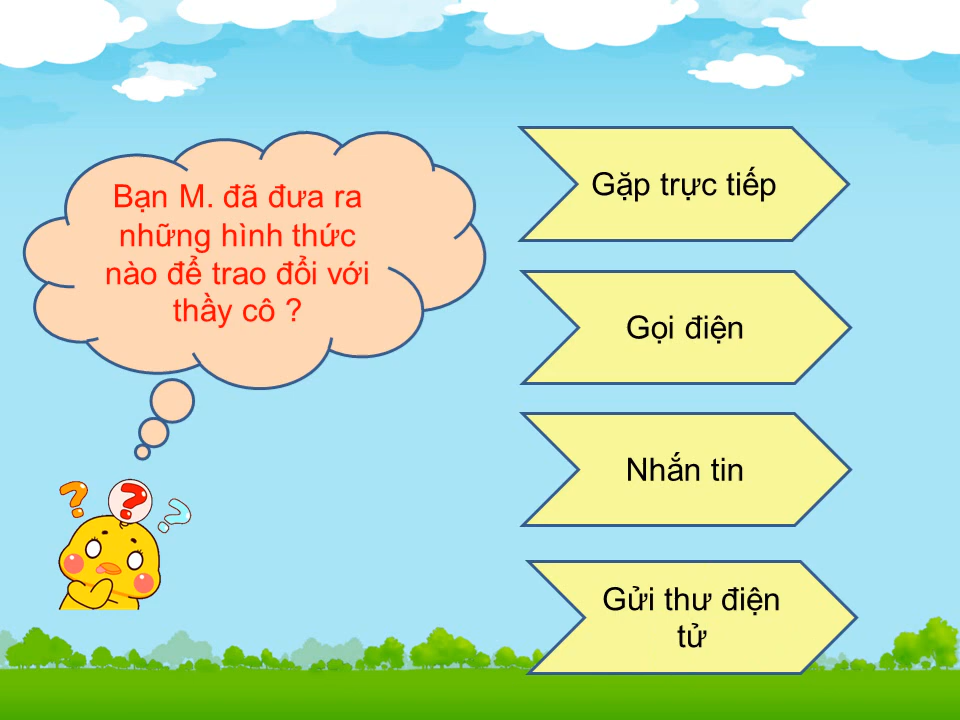 Bạn M. đã đưa ra
những hình thức
nào để trao đổi với
thầy cô ?
Gặp trực tiếp
Gọi điện
Nhắn tin
Gửi thư điện
tử